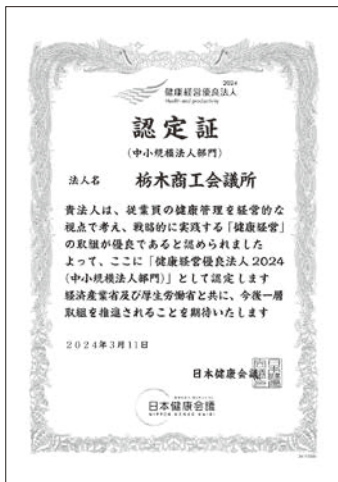 2024
健康経営優良法人
Health and productivity
認定証
(中小規模法人部門)
法人名 栃木商工会議所
貴法人は、従業員の健康管理を経営的な
視点で考え、戦略的に実践する「健康経営」
の取組が優良であると認められました
よって、ここに「健康経営優良法人2024
(中小規模法人部門)」として認定します
経済産業省及び厚生労働省と共に、今後一層
取組を推進されることを期待いたします
2024年3月11日
日本健康会議
日本健康会議
NIPPON KENKO KAIGI